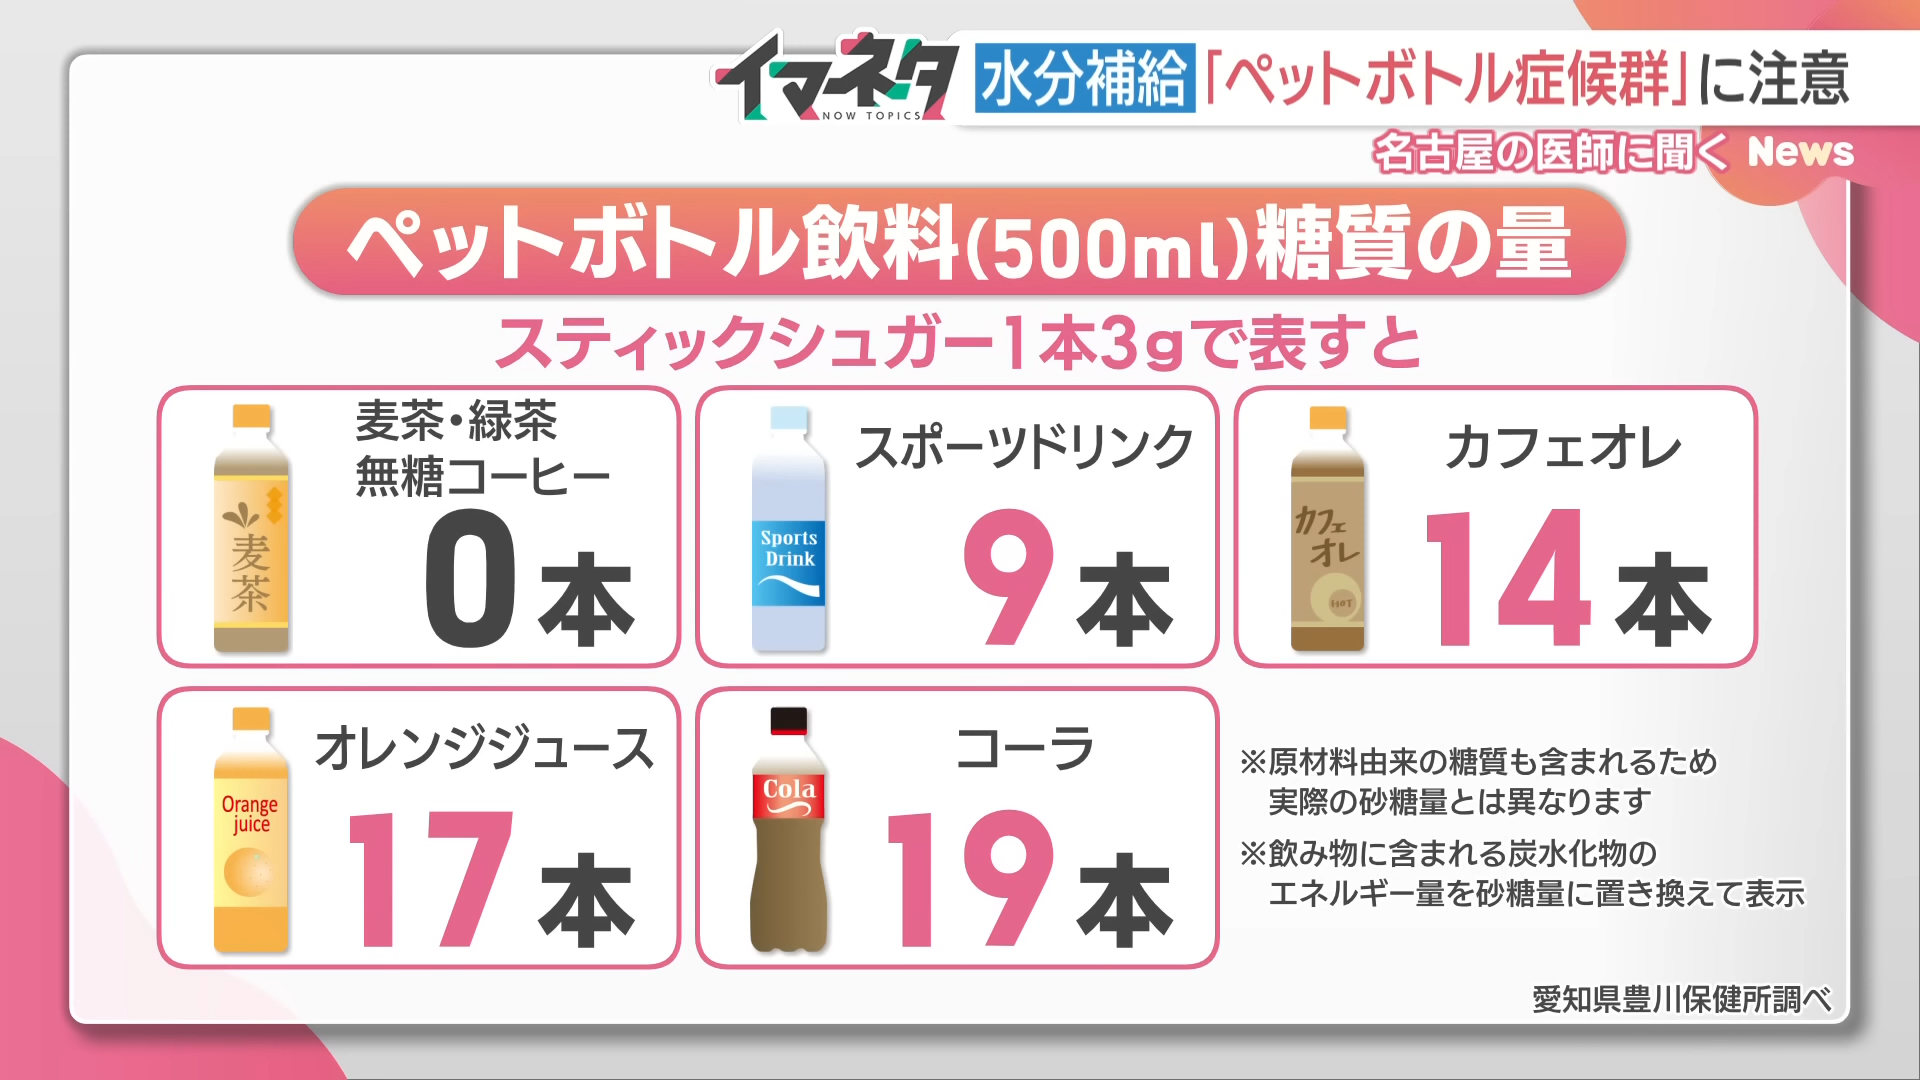 イマネタ
NOW TOPICS
水分補給「ペットボトル症候群」に注意
名古屋の医師に聞く News
ペットボトル飲料(500ml)糖質の量
スティックシュガー1本3gで表すと
麦茶・緑茶
無糖コーヒー
0本
麦茶
スポーツドリンク
9本
Sports
Drink
カフェオレ
14本
カフェ
オレ
HOT
オレンジジュース
17本
Orange
juice
コーラ
19本
Cola
※原材料由来の糖質も含まれるため
実際の砂糖量とは異なります
※飲み物に含まれる炭水化物の
エネルギー量を砂糖量に置き換えて表示
愛知県豊川保健所調べ